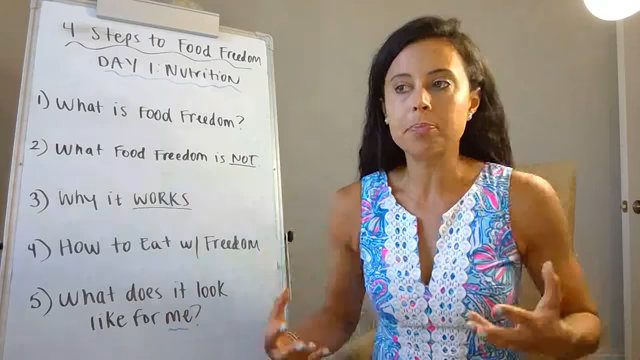 4 Steps to Food Freedom
DAY 1: Nutrition
1) What is Food Freedom?
2) What Food Freedom is NOT
3) Why it WORKS
4) How to Eat w/ Freedom
5) What does it look
like for me?